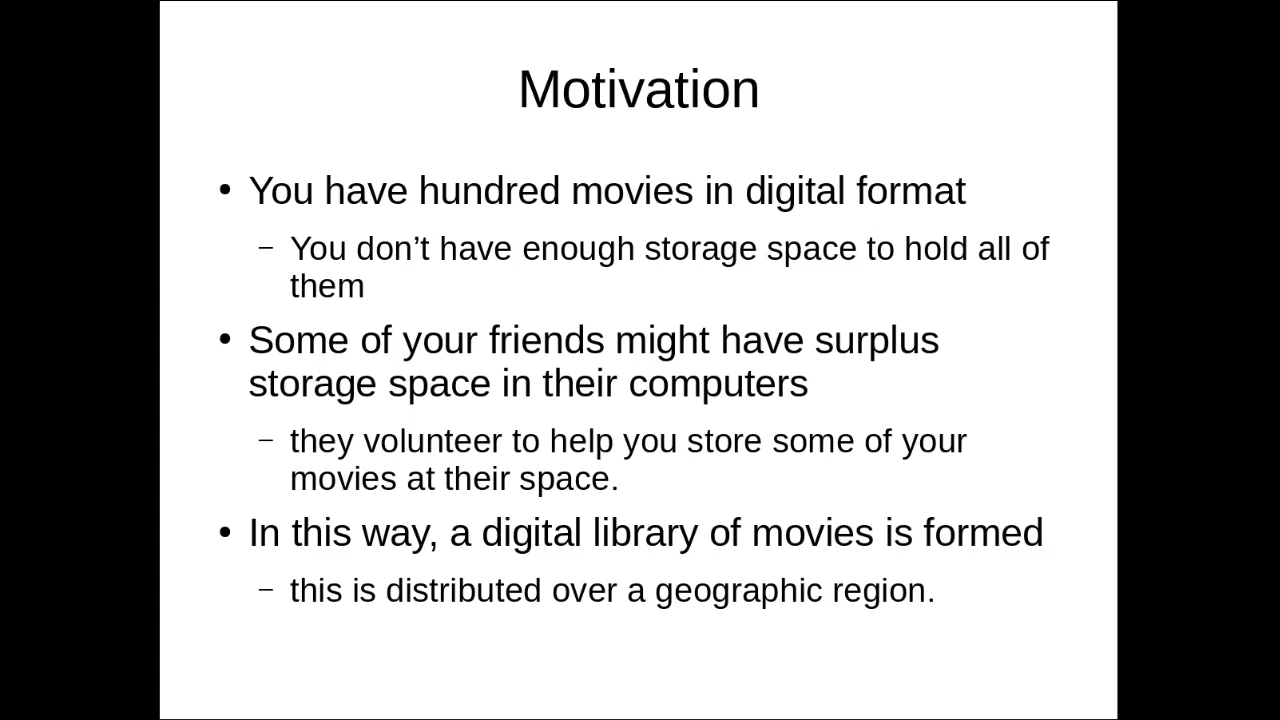 Motivation
• You have hundred movies in digital format
– You don’t have enough storage space to hold all of
them
• Some of your friends might have surplus
storage space in their computers
– they volunteer to help you store some of your
movies at their space.
• In this way, a digital library of movies is formed
– this is distributed over a geographic region.